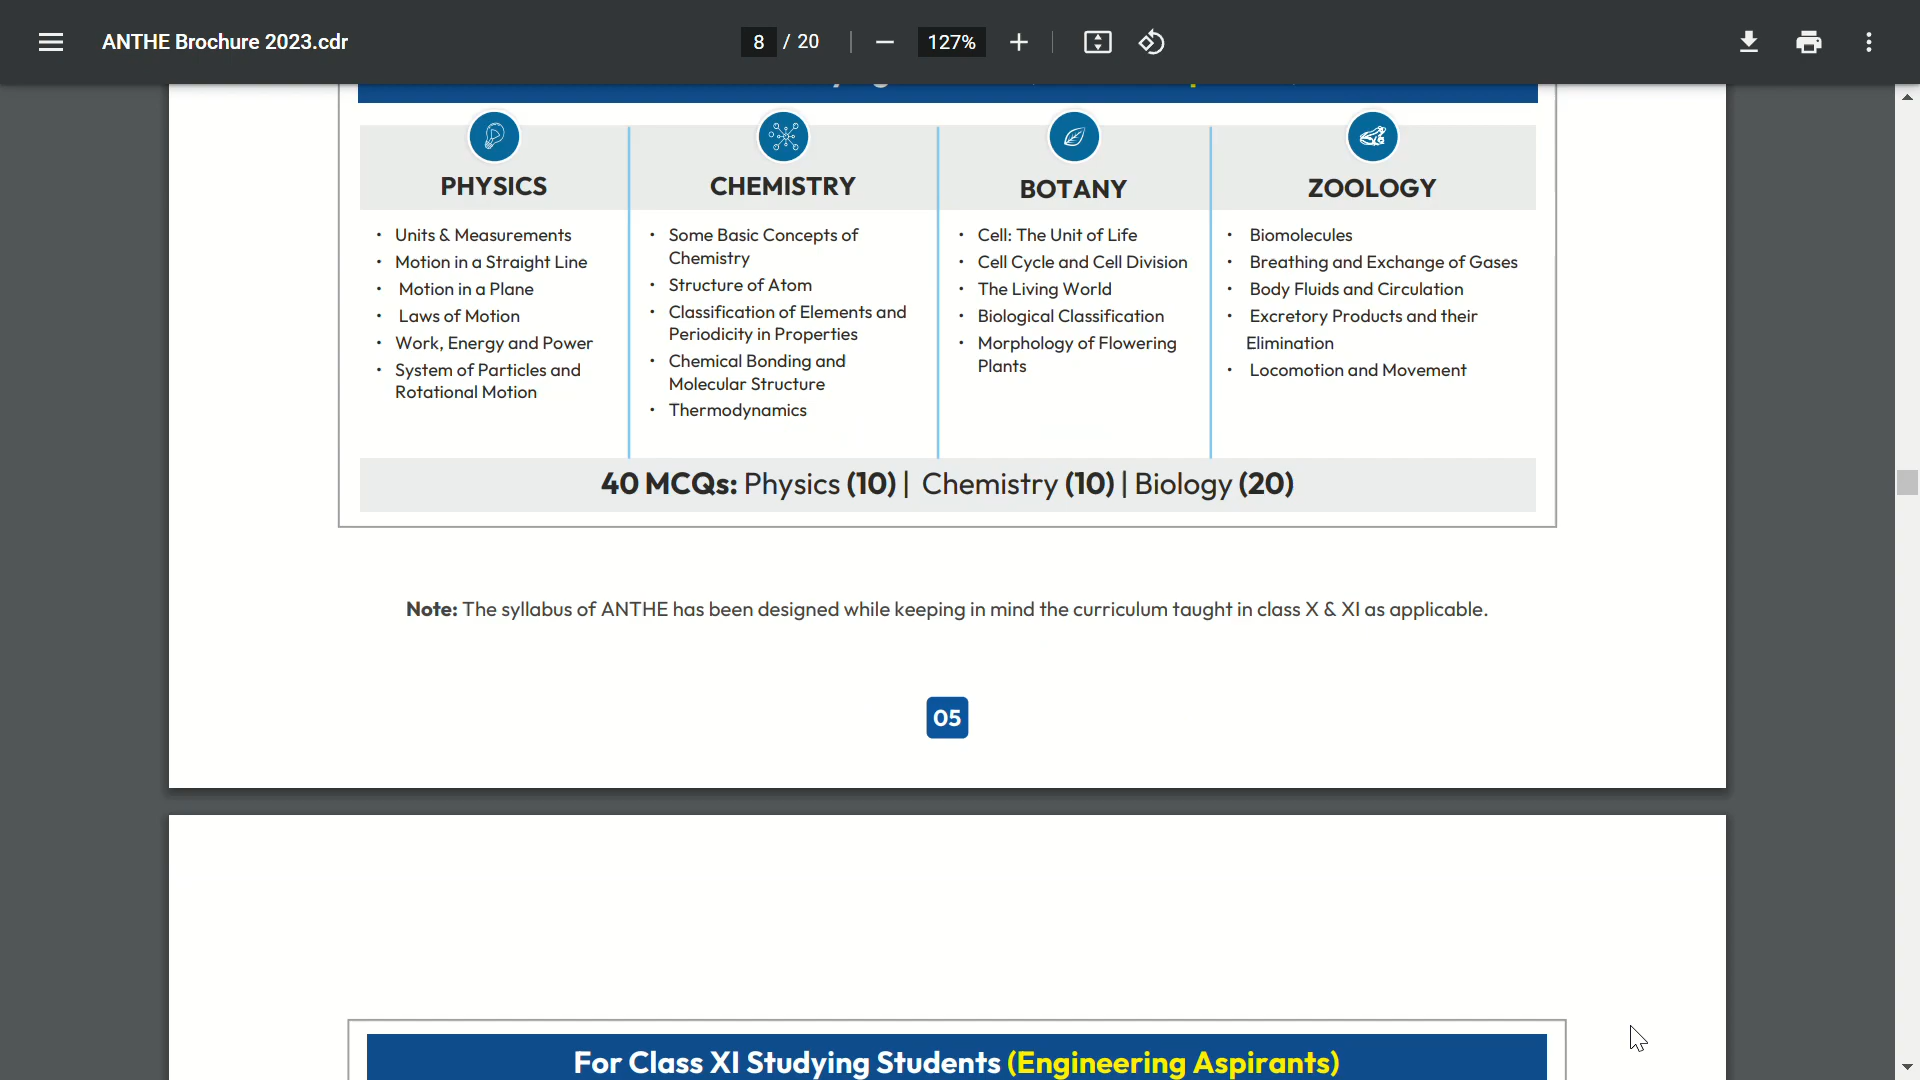 ANTHE Brochure 2023.cdr
8 / 20
127%
PHYSICS
CHEMISTRY
BOTANY
ZOOLOGY
• Units & Measurements
• Motion in a Straight Line
• Motion in a Plane
• Laws of Motion
• Work, Energy and Power
• System of Particles and
Rotational Motion
• Some Basic Concepts of
Chemistry
• Structure of Atom
• Classification of Elements and
Periodicity in Properties
• Chemical Bonding and
Molecular Structure
• Thermodynamics
• Cell: The Unit of Life
• Cell Cycle and Cell Division
• The Living World
• Biological Classification
• Morphology of Flowering
Plants
• Biomolecules
• Breathing and Exchange of Gases
• Body Fluids and Circulation
• Excretory Products and their
Elimination
• Locomotion and Movement
40 MCQs: Physics (10) | Chemistry (10) | Biology (20)
Note: The syllabus of ANTHE has been designed while keeping in mind the curriculum taught in class X & XI as applicable.
05
For Class XI Studying Students (Engineering Aspirants)